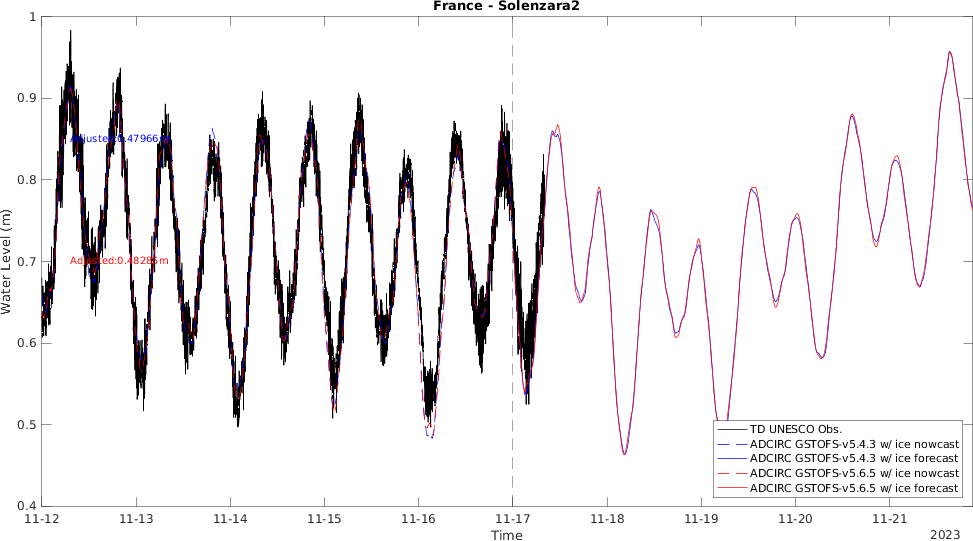 France - Solenzara2
1
0.9
0.8
0.7
0.6
0.5
0.4
Water Level (m)
Adjusted:0.47966m
Adjusted:0.48285m
TD UNESCO Obs.
ADCIRC GSTOFS-v5.4.3 w/ ice nowcast
ADCIRC GSTOFS-v5.4.3 w/ ice forecast
ADCIRC GSTOFS-v5.6.5 w/ ice nowcast
ADCIRC GSTOFS-v5.6.5 w/ ice forecast
11-12 11-13 11-14 11-15 11-16 11-17 11-18 11-19 11-20 11-21
Time
2023